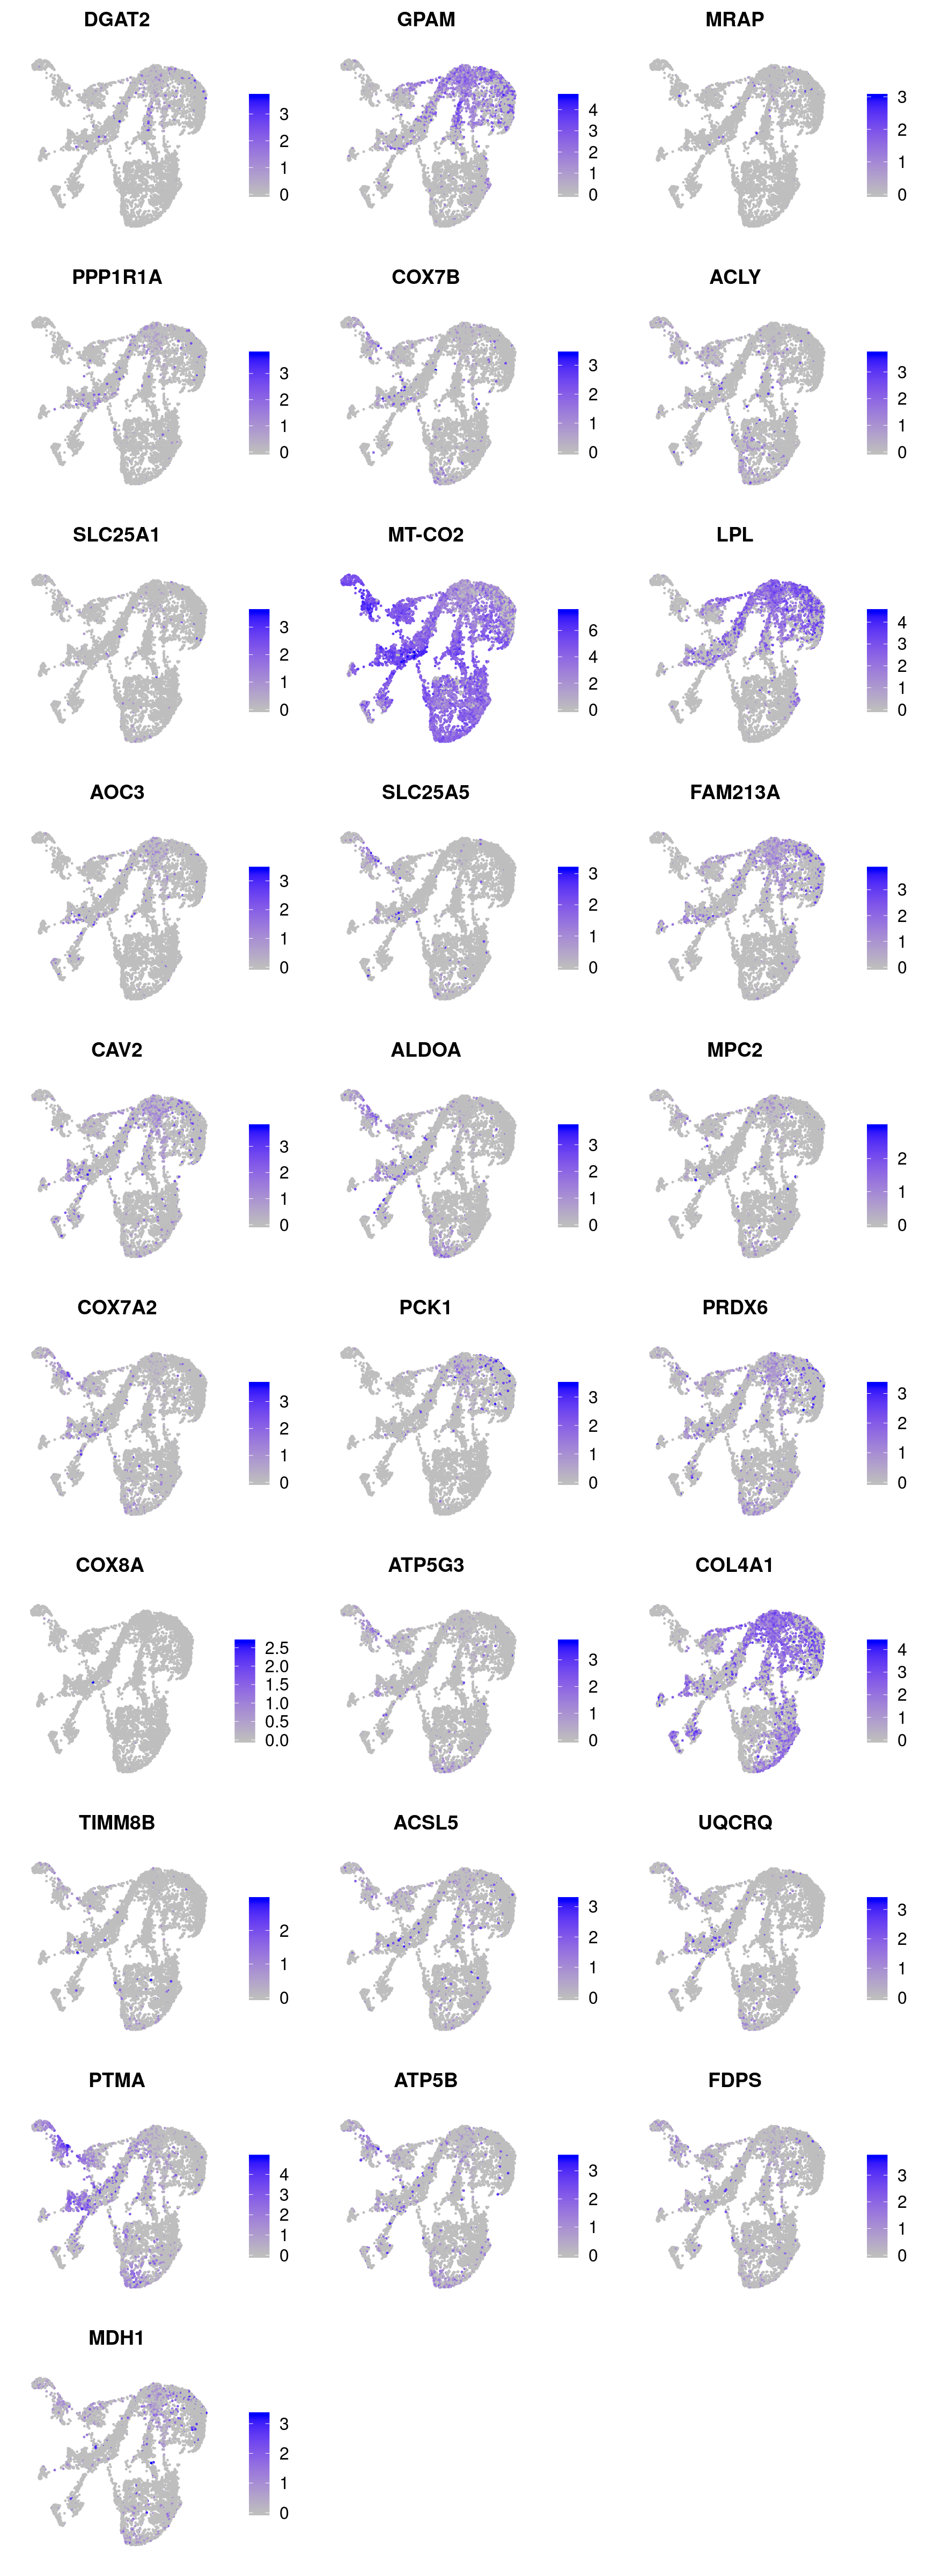 DGAT2 GPAM MRAP
3 2 1 0 4 3 2 1 0 3 2 1 0
PPP1R1A COX7B ACLY
3 2 1 0 3 2 1 0 3 2 1 0
SLC25A1 MT-CO2 LPL
3 2 1 0 6 4 2 0 4 3 2 1 0
AOC3 SLC25A5 FAM213A
3 2 1 0 3 2 1 0 3 2 1 0
CAV2 ALDOA MPC2
3 2 1 0 3 2 1 0 2 1 0
COX7A2 PCK1 PRDX6
3 2 1 0 3 2 1 0 3 2 1 0
COX8A ATP5G3 COL4A1
2.5 2.0 1.5 1.0 0.5 0.0 3 2 1 0 4 3 2 1 0
TIMM8B ACSL5 UQCRQ
2 1 0 3 2 1 0 3 2 1 0
PTMA ATP5B FDPS
4 3 2 1 0 3 2 1 0 3 2 1 0
MDH1
3 2 1 0